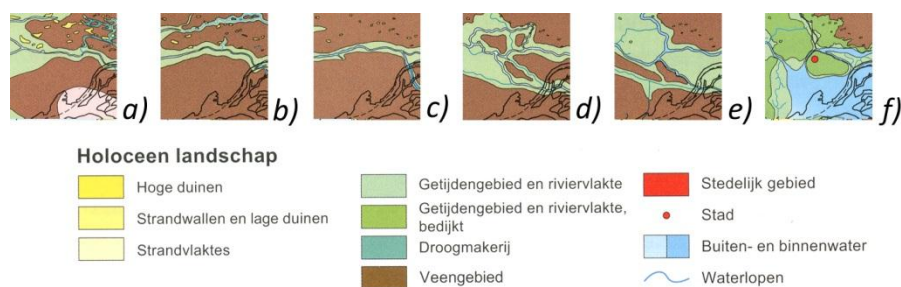 a) b) c) d) e) f)
Holoceen landschap
Hoge duinen
Strandwallen en lage duinen
Strandvlaktes
Getijdengebied en riviervlakte
Getijdengebied en riviervlakte,
bedijkt
Droogmakerij
Veengebied
Stedelijk gebied
Stad
Buiten- en binnenwater
Waterlopen